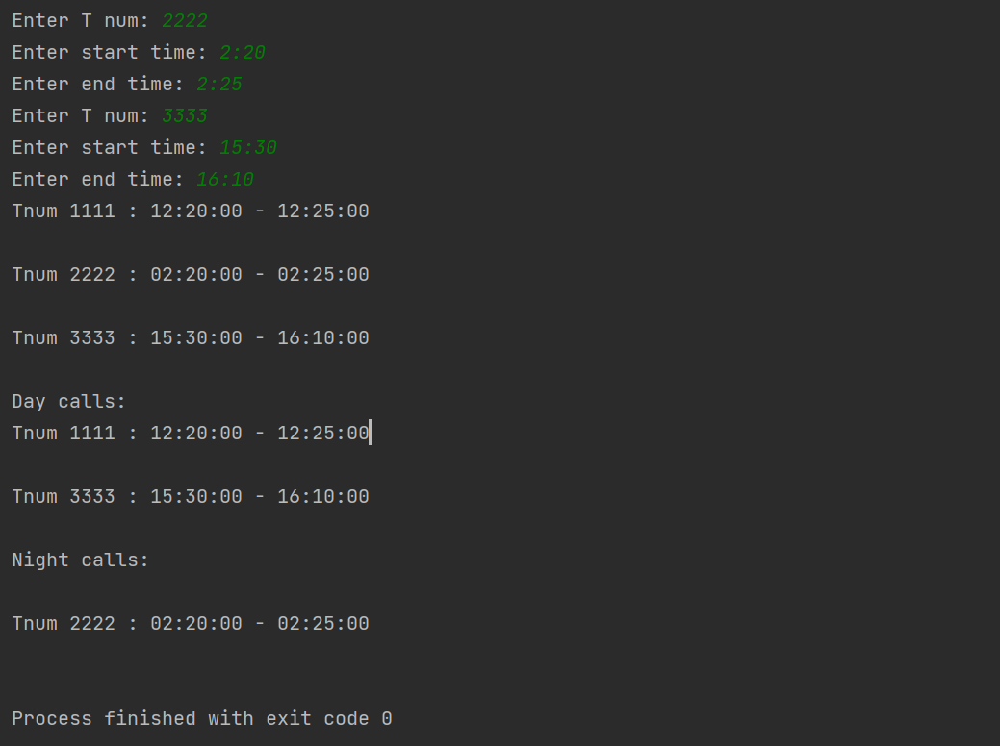 Enter T num: 2222
Enter start time: 2:20
Enter end time: 2:25
Enter T num: 3333
Enter start time: 15:30
Enter end time: 16:10
Tnum 1111 : 12:20:00 - 12:25:00
Tnum 2222 : 02:20:00 - 02:25:00
Tnum 3333 : 15:30:00 - 16:10:00
Day calls:
Tnum 1111 : 12:20:00 - 12:25:00
Tnum 3333 : 15:30:00 - 16:10:00
Night calls:
Tnum 2222 : 02:20:00 - 02:25:00
Process finished with exit code 0